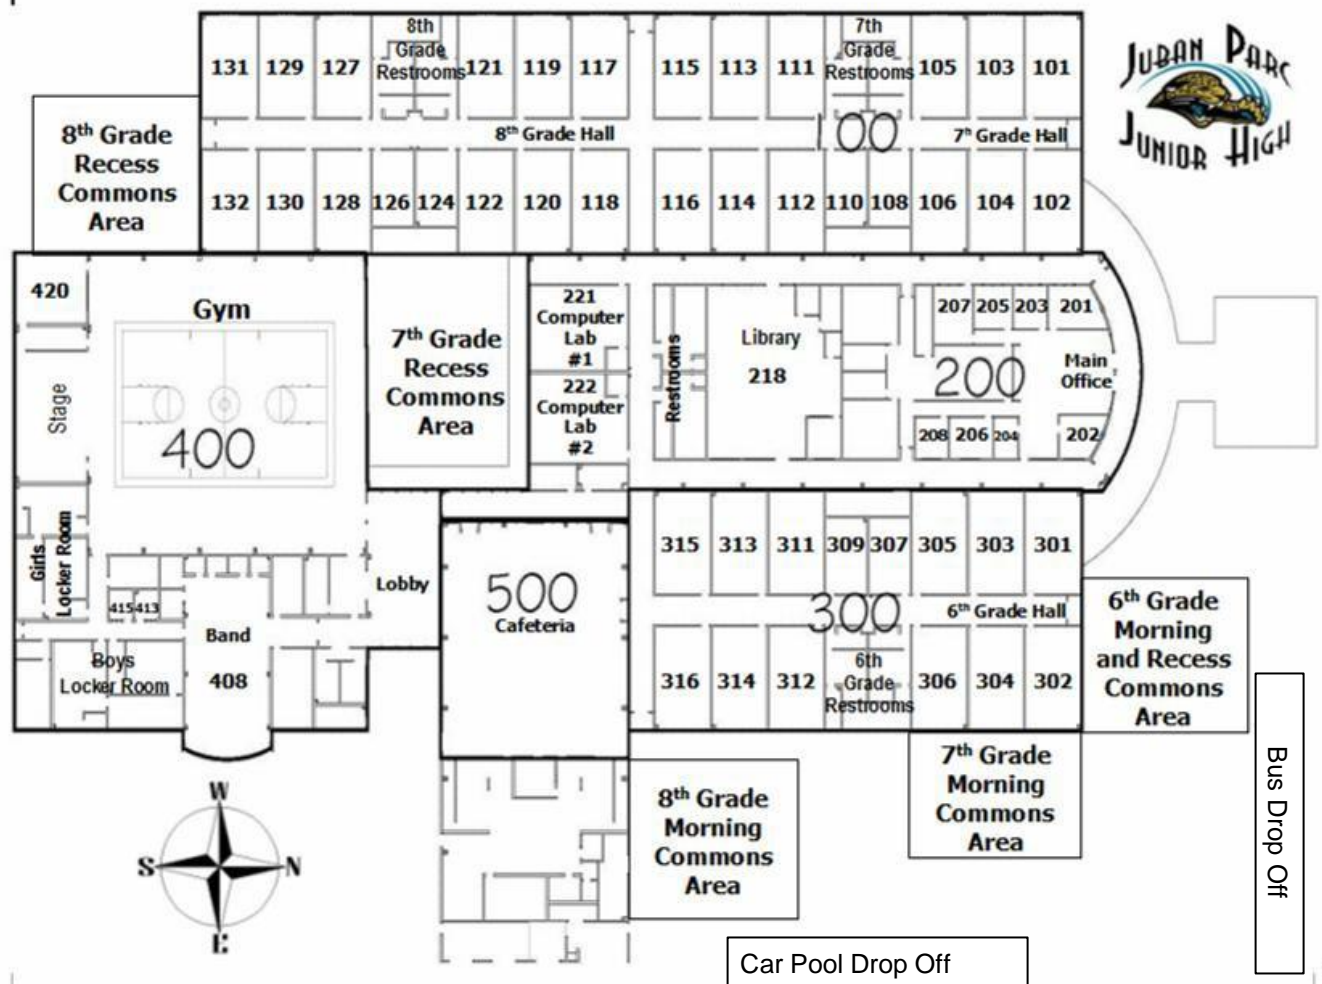 JUBAN PARC
JUNIOR HIGH
8th
Grade
Restrooms
7th
Grade
Restrooms
131 129 127 121 119 117 115 113 111 105 103 101
8th Grade Hall
100
7h Grade Hall
132 130 128 126 124 122 120 118 116 114 112 110 108 106 104 102
8th Grade
Recess
Commons
Area
420
Gym
400
Stage
7th Grade
Recess
Commons
Area
221
Computer
Lab
#1
222
Computer
Lab
#2
Restrooms
Library
218
207 205 203 201
200
Main
Office
208 206 204 202
Girls
Locker Room
415 413
Boys
Locker Room
Band
408
Lobby
500
Cafeteria
315 313 311 309 307 305 303 301
300
6th Grade Hall
316 314 312 306 304 302
6th
Grade
Restrooms
6th Grade
Morning
and Recess
Commons
Area
7th Grade
Morning
Commons
Area
8th Grade
Morning
Commons
Area
Bus Drop Off
Car Pool Drop Off
W
S N
E